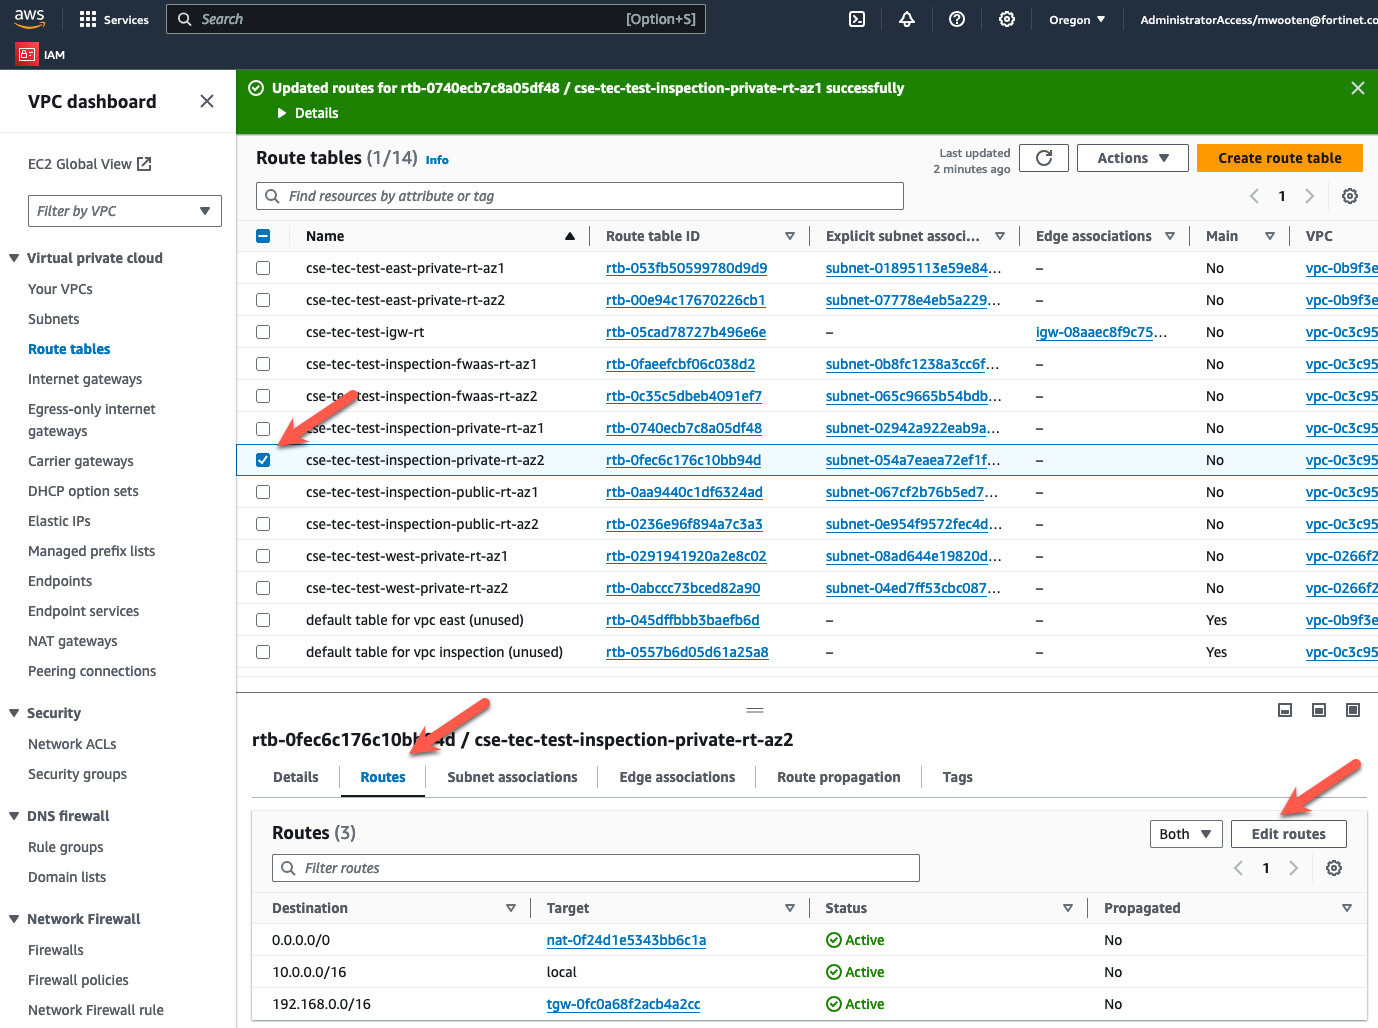 aws
Services
Search
[Option+S]
Oregon
AdministratorAccess/mwooten@fortinet.co
IAM
VPC dashboard
EC2 Global View
Filter by VPC
Virtual private cloud
Your VPCs
Subnets
Route tables
Internet gateways
Egress-only internet
gateways
Carrier gateways
DHCP option sets
Elastic IPs
Managed prefix lists
Endpoints
Endpoint services
NAT gateways
Peering connections
Security
Network ACLs
Security groups
DNS firewall
Rule groups
Domain lists
Network Firewall
Firewalls
Firewall policies
Network Firewall rule
Updated routes for rtb-0740ecb7c8a05df48 / cse-tec-test-inspection-private-rt-az1 successfully
Details
Route tables (1/14) Info
Last updated
2 minutes ago
Actions
Create route table
Find resources by attribute or tag
1
Name Route table ID Explicit subnet associ... Edge associations Main VPC
cse-tec-test-east-private-rt-az1 rtb-053fb50599780d9d9 subnet-01895113e59e84... – No vpc-0b9f3e
cse-tec-test-east-private-rt-az2 rtb-00e94c17670226cb1 subnet-07778e4eb5a229... – No vpc-0b9f3e
cse-tec-test-igw-rt rtb-05cad78727b496e6e – igw-08aaec8f9c75... No vpc-0c3c95
cse-tec-test-inspection-fwaas-rt-az1 rtb-0faeefcbf06c038d2 subnet-0b8fc1238a3cc6f... – No vpc-0c3c95
cse-tec-test-inspection-fwaas-rt-az2 rtb-0c35c5dbeb4091ef7 subnet-065c9665b54bdb... – No vpc-0c3c95
cse-tec-test-inspection-private-rt-az1 rtb-0740ecb7c8a05df48 subnet-02942a922eab9a... – No vpc-0c3c95
cse-tec-test-inspection-private-rt-az2 rtb-0fec6c176c10bb94d subnet-054a7eaea72ef1f... – No vpc-0c3c95
cse-tec-test-inspection-public-rt-az1 rtb-0aa9440c1df6324ad subnet-067cf2b76b5ed7... – No vpc-0c3c95
cse-tec-test-inspection-public-rt-az2 rtb-0236e96f894a7c3a3 subnet-0e954f9572fec4d... – No vpc-0c3c95
cse-tec-test-west-private-rt-az1 rtb-0291941920a2e8c02 subnet-08ad644e19820d... – No vpc-0266f2
cse-tec-test-west-private-rt-az2 rtb-0abccc73bced82a90 subnet-04ed7ff53cbc087... – No vpc-0266f2
default table for vpc east (unused) rtb-045dffbbb3baefb6d – – Yes vpc-0b9f3e
default table for vpc inspection (unused) rtb-0557b6d05d61a25a8 – – Yes vpc-0c3c95
rtb-0fec6c176c10bb94d / cse-tec-test-inspection-private-rt-az2
Details Routes Subnet associations Edge associations Route propagation Tags
Routes (3)
Both
Edit routes
Filter routes
1
Destination Target Status Propagated
0.0.0.0/0 nat-0f24d1e5343bb6c1a Active No
10.0.0.0/16 local Active No
192.168.0.0/16 tgw-0fc0a68f2acb4a2cc Active No